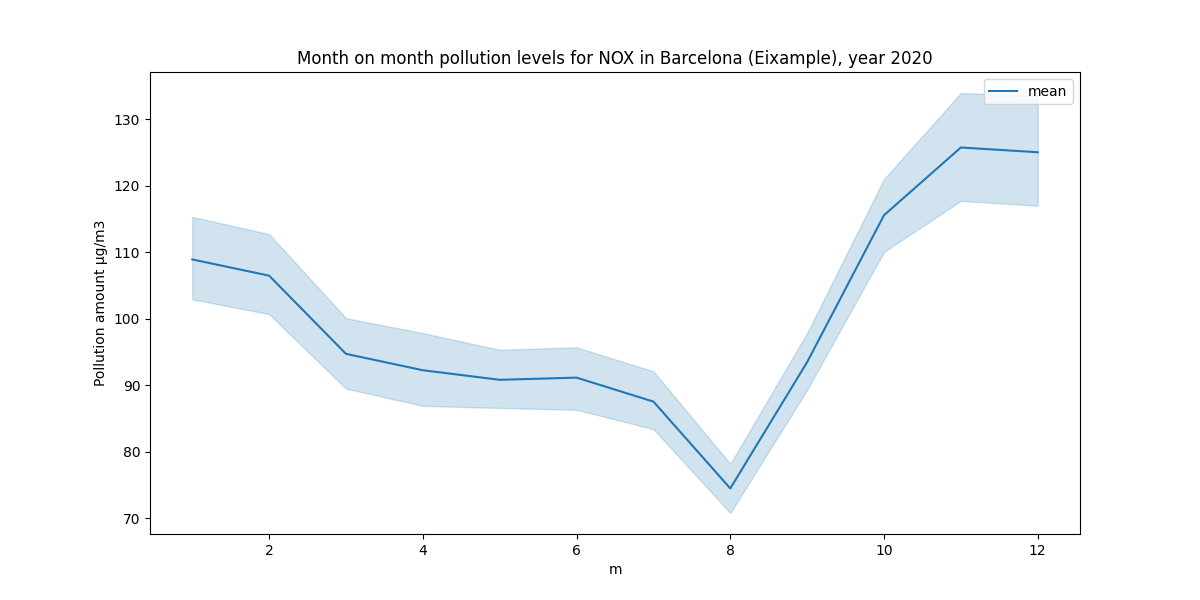 Month on month pollution levels for NOX in Barcelona (Eixample), year 2020
mean
Pollution amount µg/m3
130
120
110
100
90
80
70
2 4 6 8 10 12
m